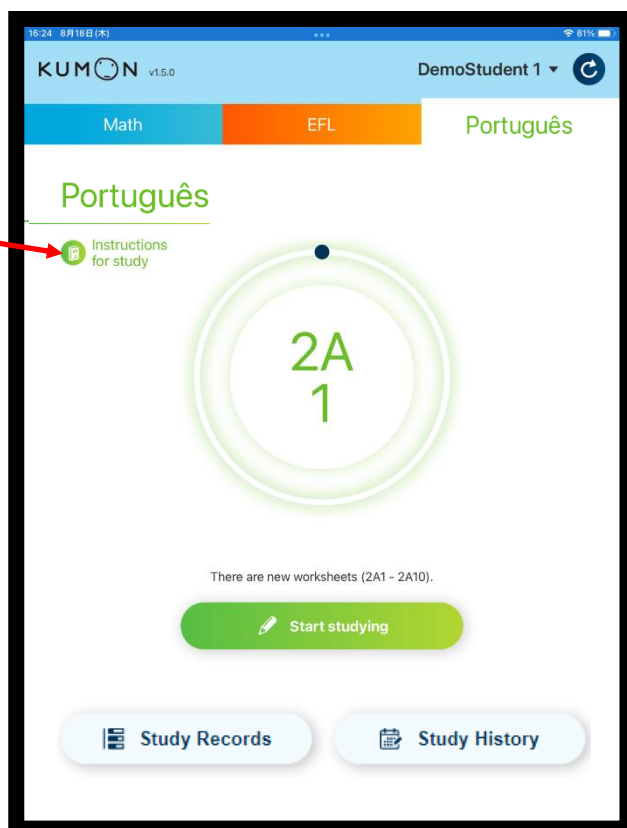 16:24 8月18日(木) ... 81%
KUMON v1.5.0 DemoStudent 1
Math EFL Português
Português
Instructions
for study
2A
1
There are new worksheets (2A1 - 2A10).
Start studying
Study Records Study History